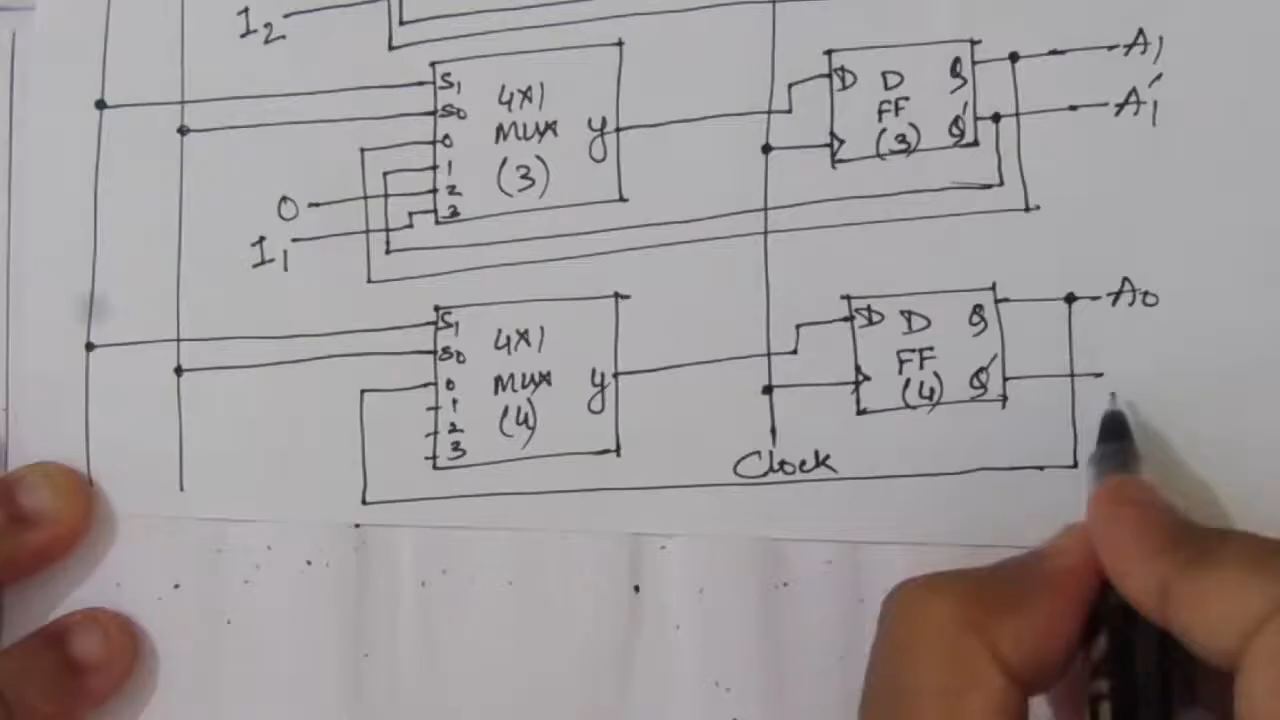 I2
S1 4x1 D D Q A1
S0 MUX y FF
0 (3) (3) Q' A1'
1
0 2
I1 3
S1 4x1 D D Q A0
S0 MUX y FF
0 (4) (4) Q'
1
2
3
Clock